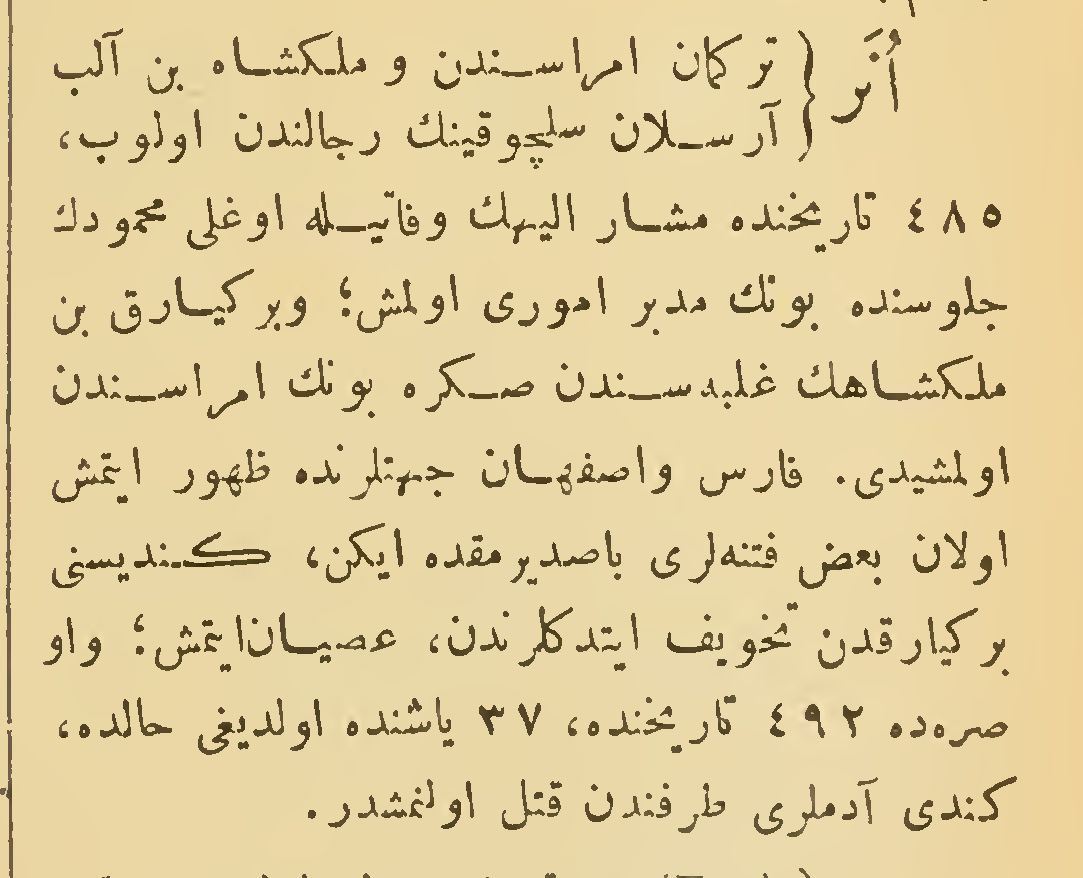 اُنَر { تركمان امراسندن و ملكشاه بن آلب
آرسلان سلچوقينك رجالندن اولوب،
٤٨٥ تاريخنده مشار اليهك وفاتيله اوغلى محمودك
جلوسنده بونك مدبر امورى اولمش؛ وبركيارق بن
ملكشاهك غلبه‌سندن صكره بونك امراسندن
اولمشيدى. فارس واصفهان جهتلرنده ظهور ايتمش
اولان بعض فتنه‌لرى باصديرمقده ايكن، كنديسنى
بركيارقدن تخويف ايتدكلرندن، عصيان ايتمش؛ واو
صره‌ده ٤٩٢ تاريخنده، ٣٧ ياشنده اولديغى حالده،
كندى آدملرى طرفندن قتل اولنمشدر.